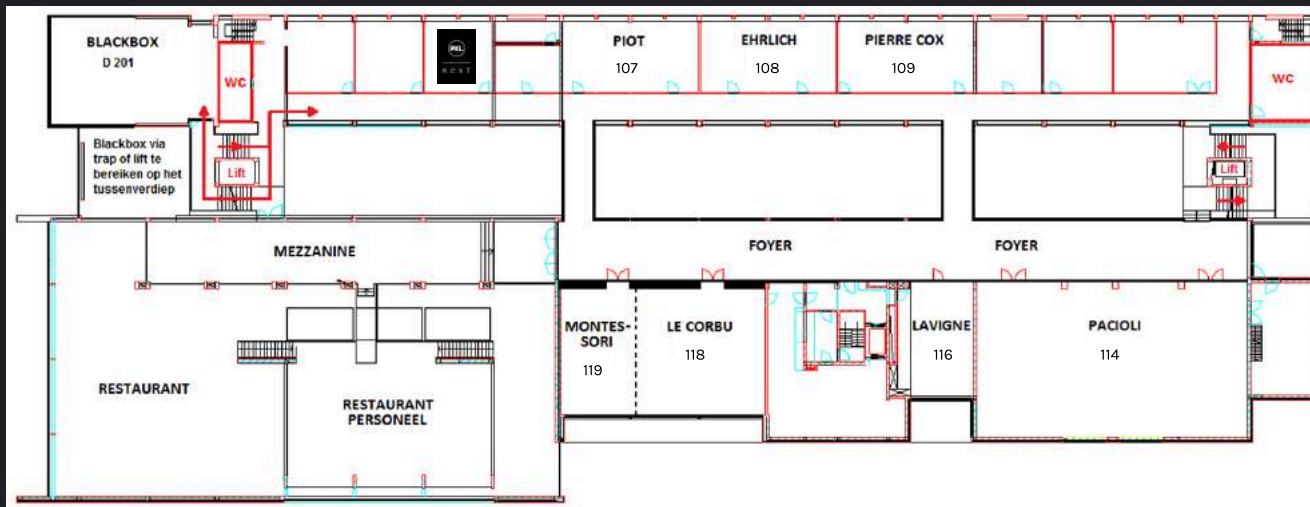 BLACKBOX
D 201
WC
PXL
NEXT
PIOT
107
EHRLICH
108
PIERRE COX
109
WC
Blackbox via
trap of lift te
bereiken op het
tussenverdiep
Lift
Lift
MEZZANINE
FOYER
FOYER
MONTES-
SORI
119
LE CORBU
118
LAVIGNE
116
PACIOLI
114
RESTAURANT
RESTAURANT
PERSONEEL